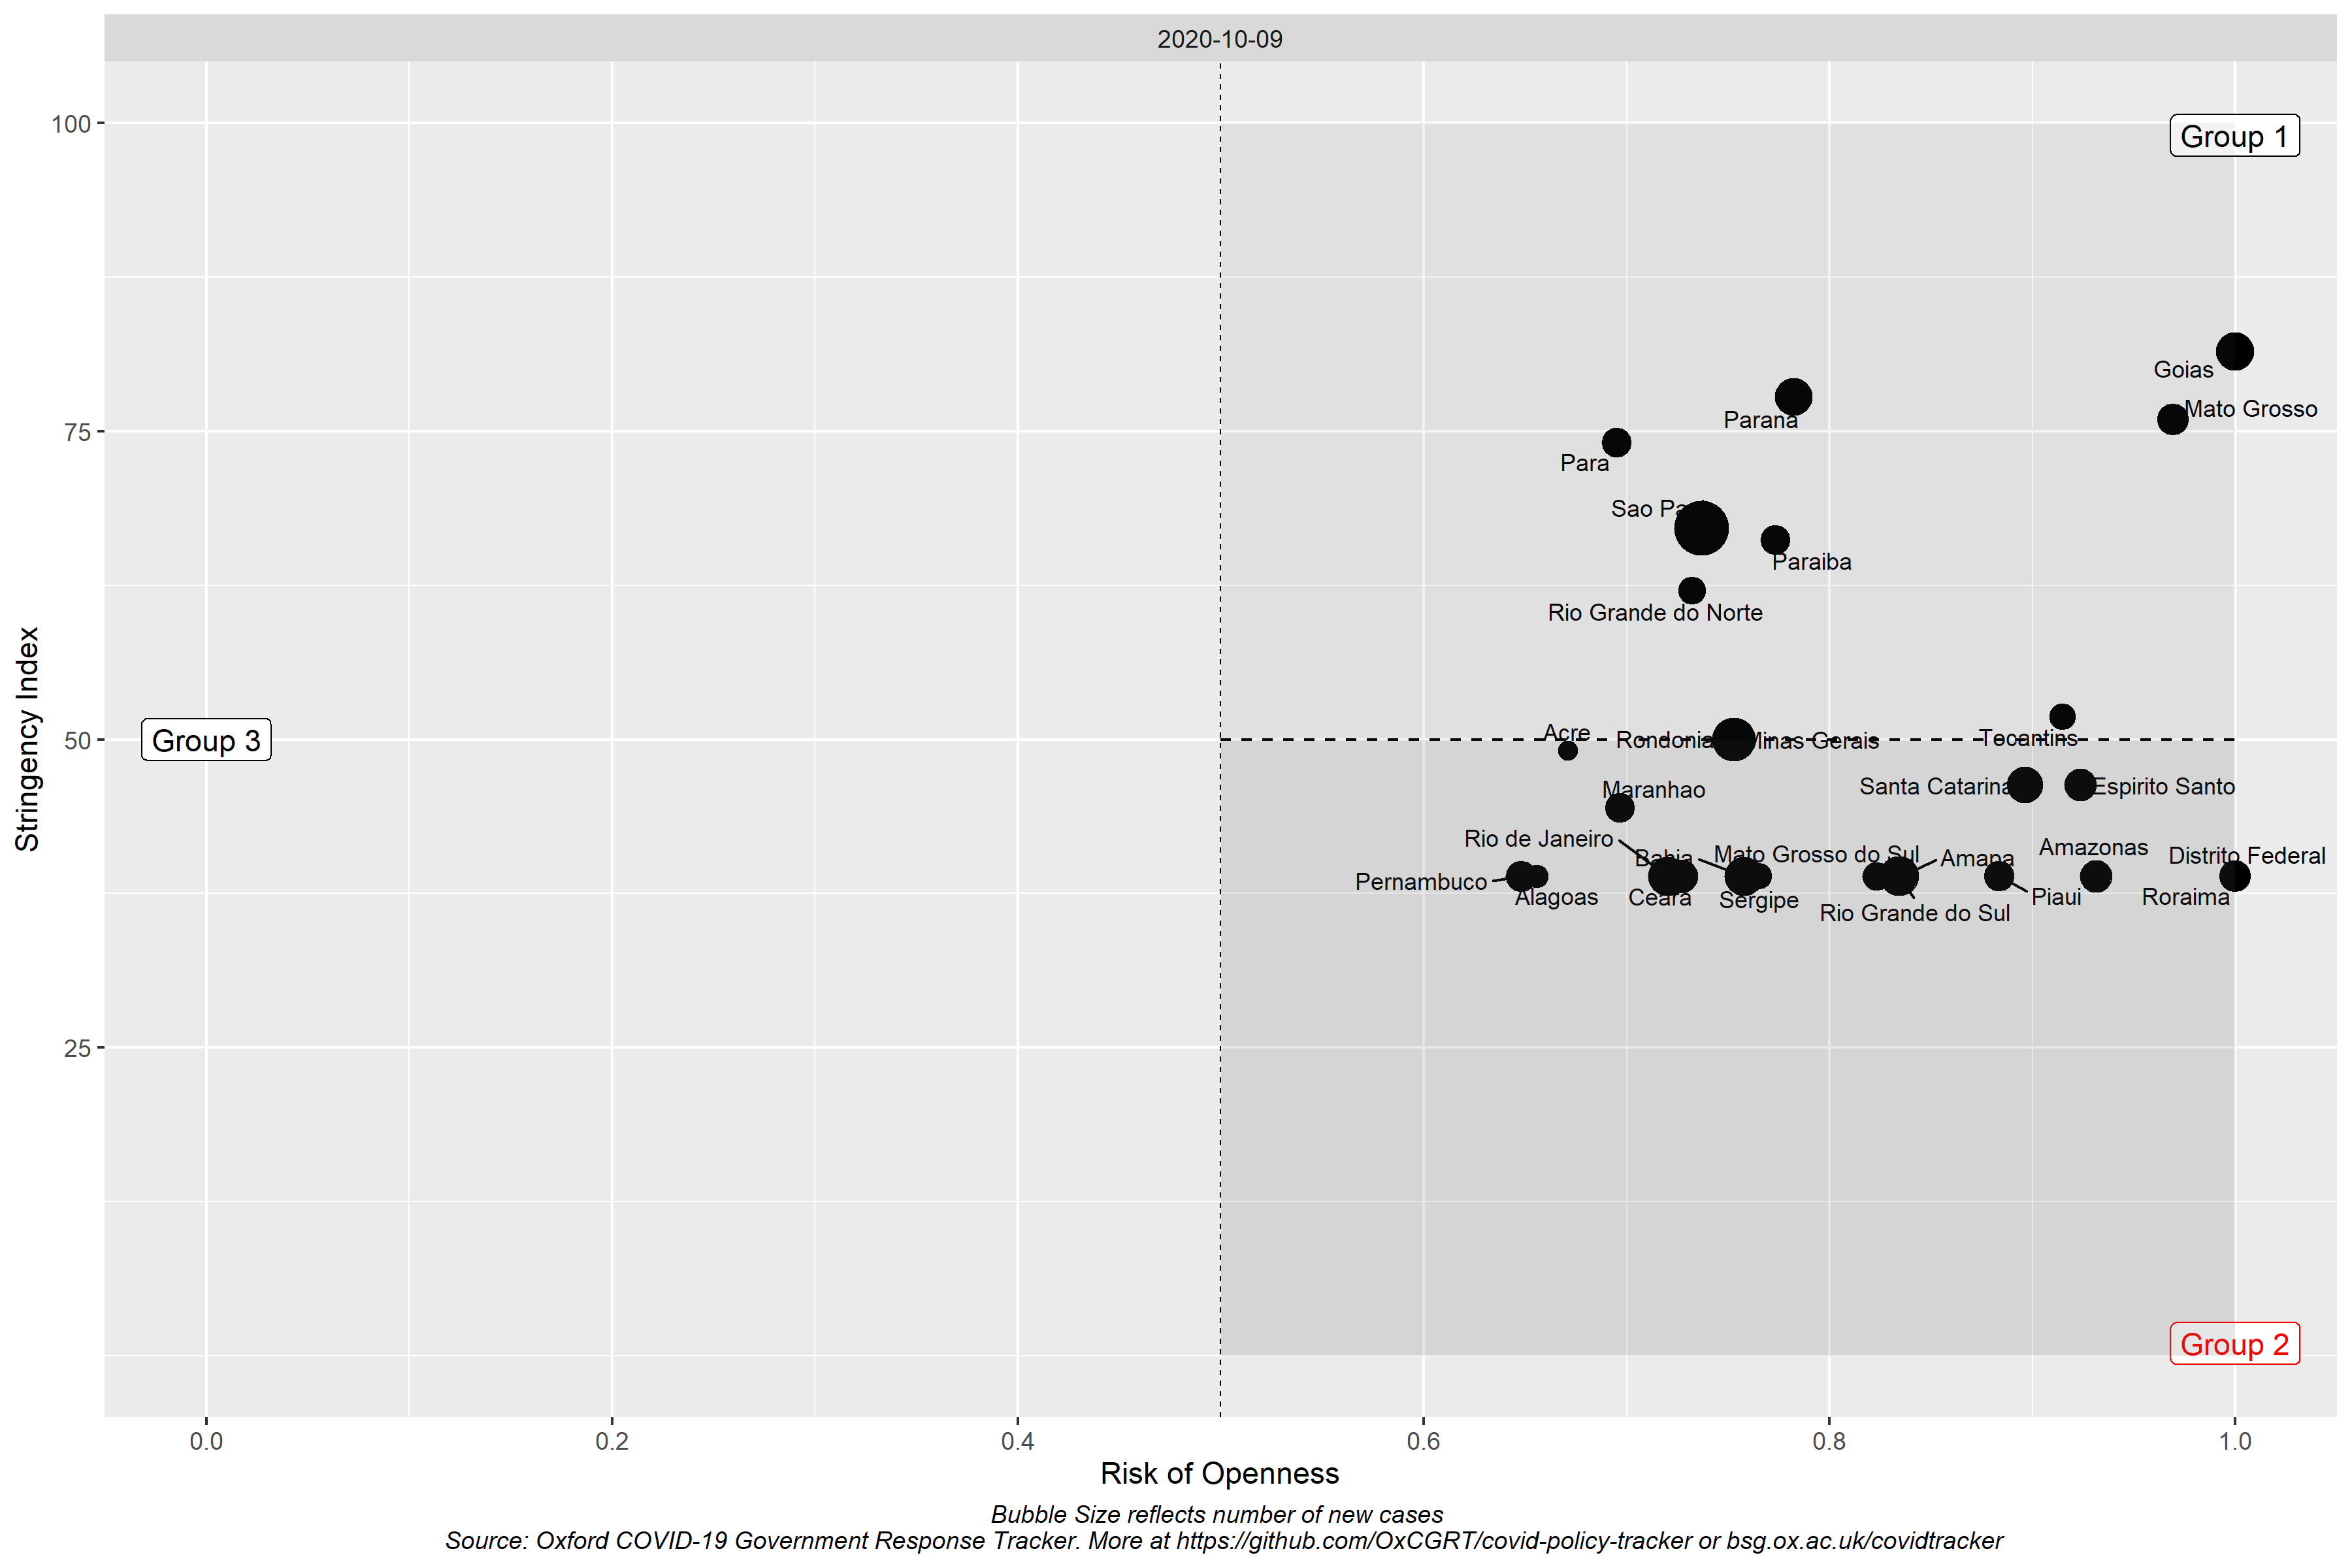 2020-10-09
100
Group 1
Goias
Mato Grosso
Parana
75
Para
Sao Pa
Paraiba
Rio Grande do Norte
Stringency Index
Group 3
50
Acre
Rondonia
Minas Gerais
Tocantins
Santa Catarina
Espirito Santo
Maranhao
Rio de Janeiro
Bahia
Mato Grosso do Sul
Amapa
Amazonas
Distrito Federal
Pernambuco
Alagoas
Ceara
Sergipe
Rio Grande do Sul
Piaui
Roraima
25
Group 2
0.0
0.2
0.4
0.6
0.8
1.0
Risk of Openness
Bubble Size reflects number of new cases
Source: Oxford COVID-19 Government Response Tracker. More at https://github.com/OxCGRT/covid-policy-tracker or bsg.ox.ac.uk/covidtracker